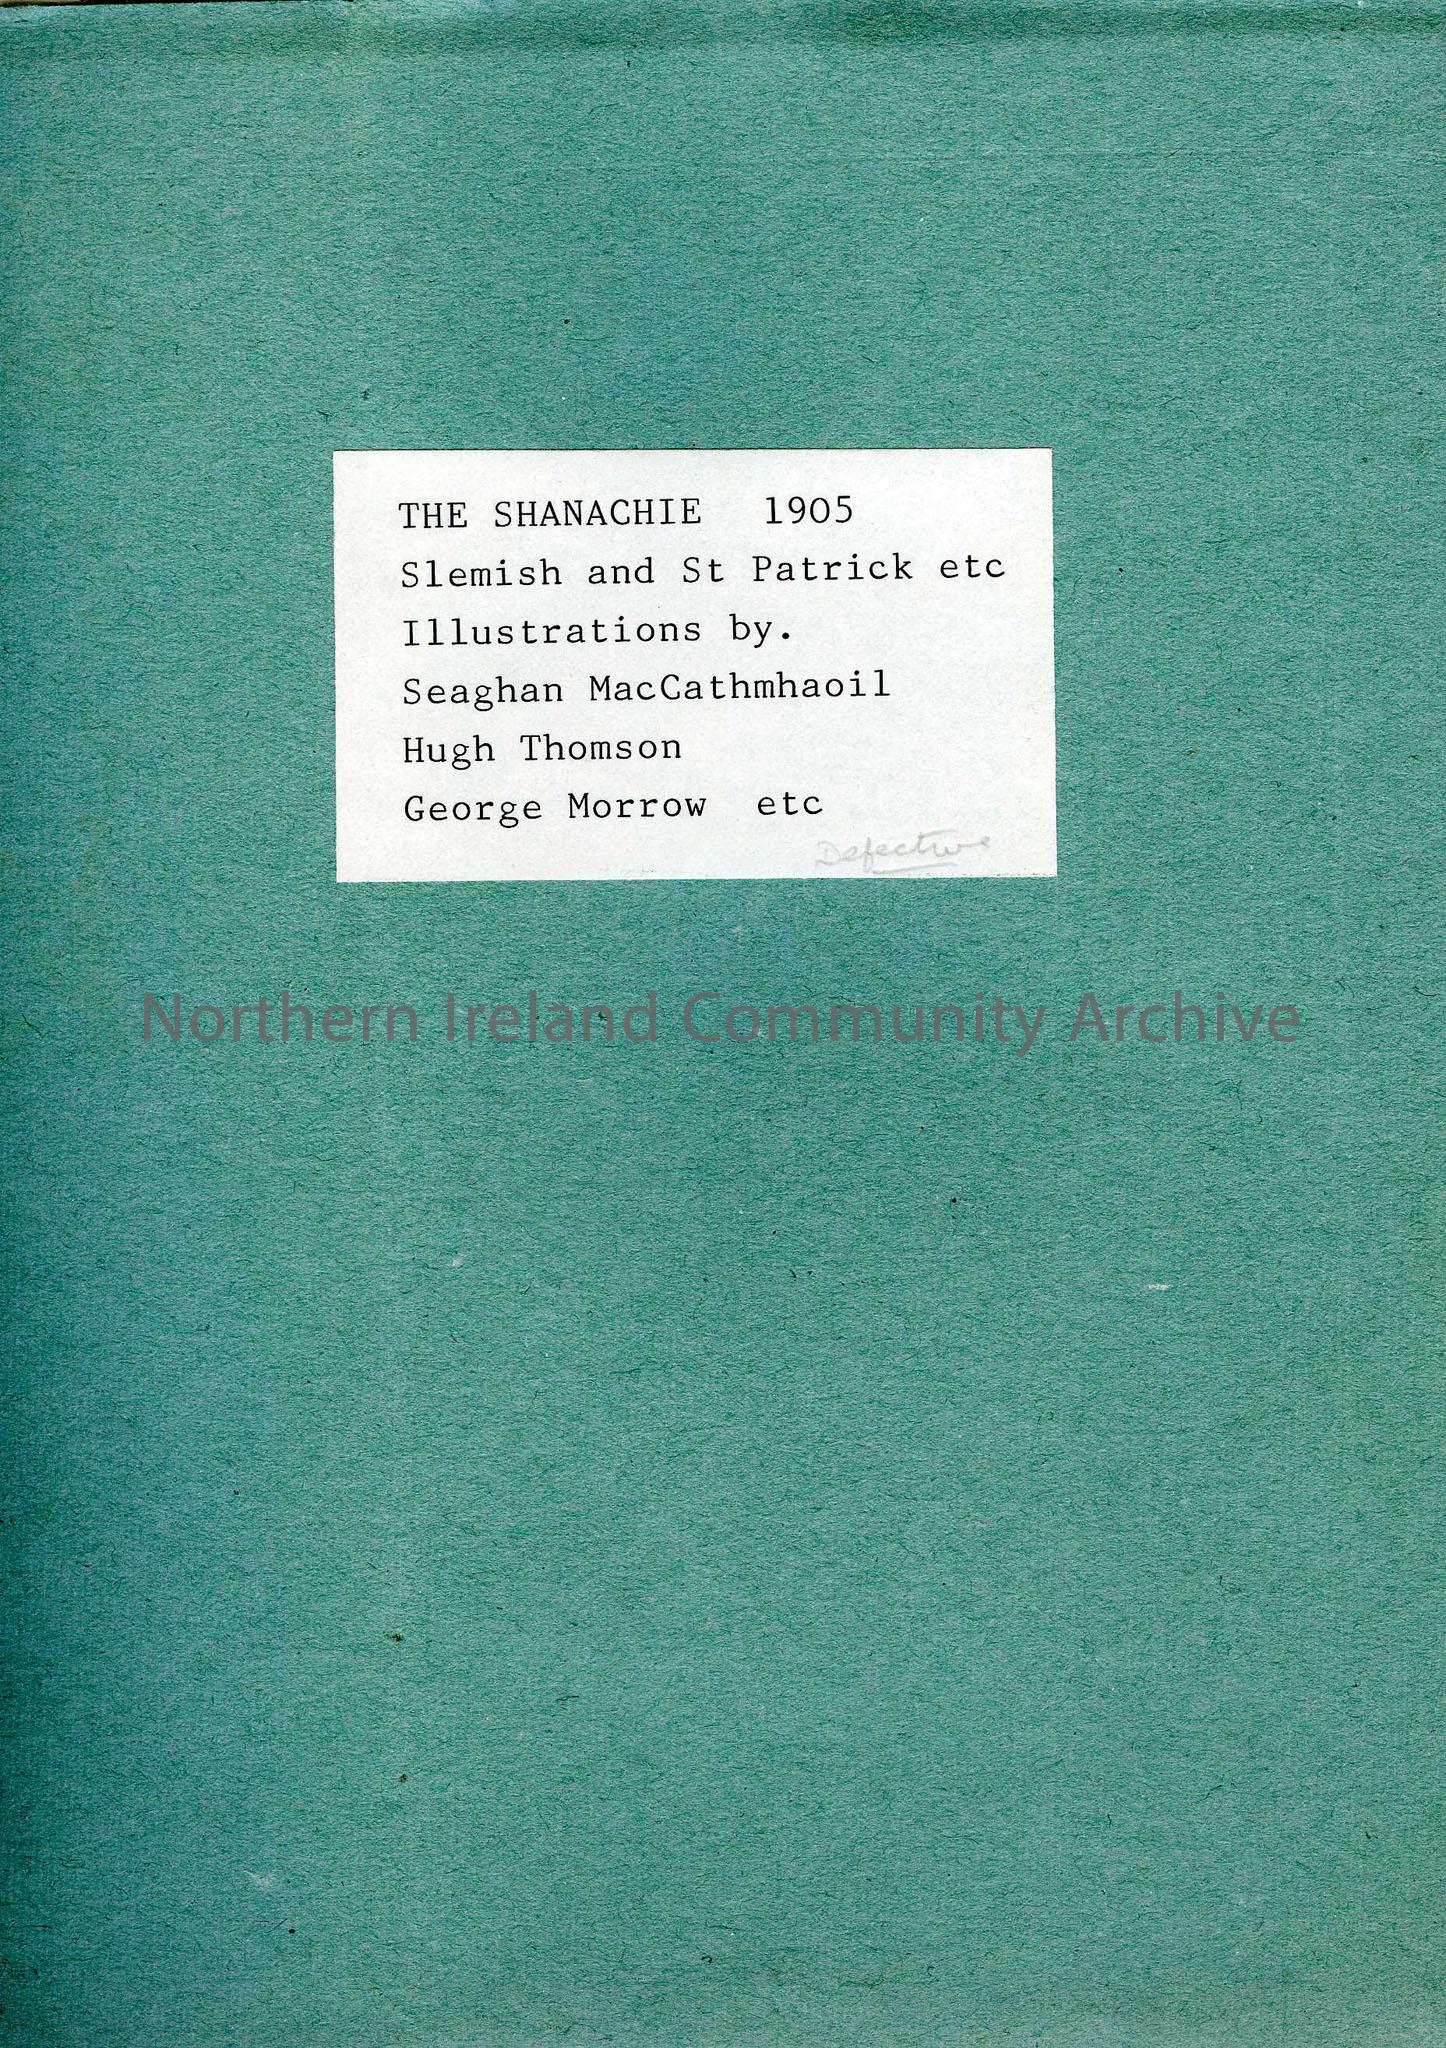 THE SHANACHIE 1905
Slemish and St Patrick etc
Illustrations by.
Seaghan MacCathmhaoil
Hugh Thomson
George Morrow etc
Defective
Northern Ireland Community Archive